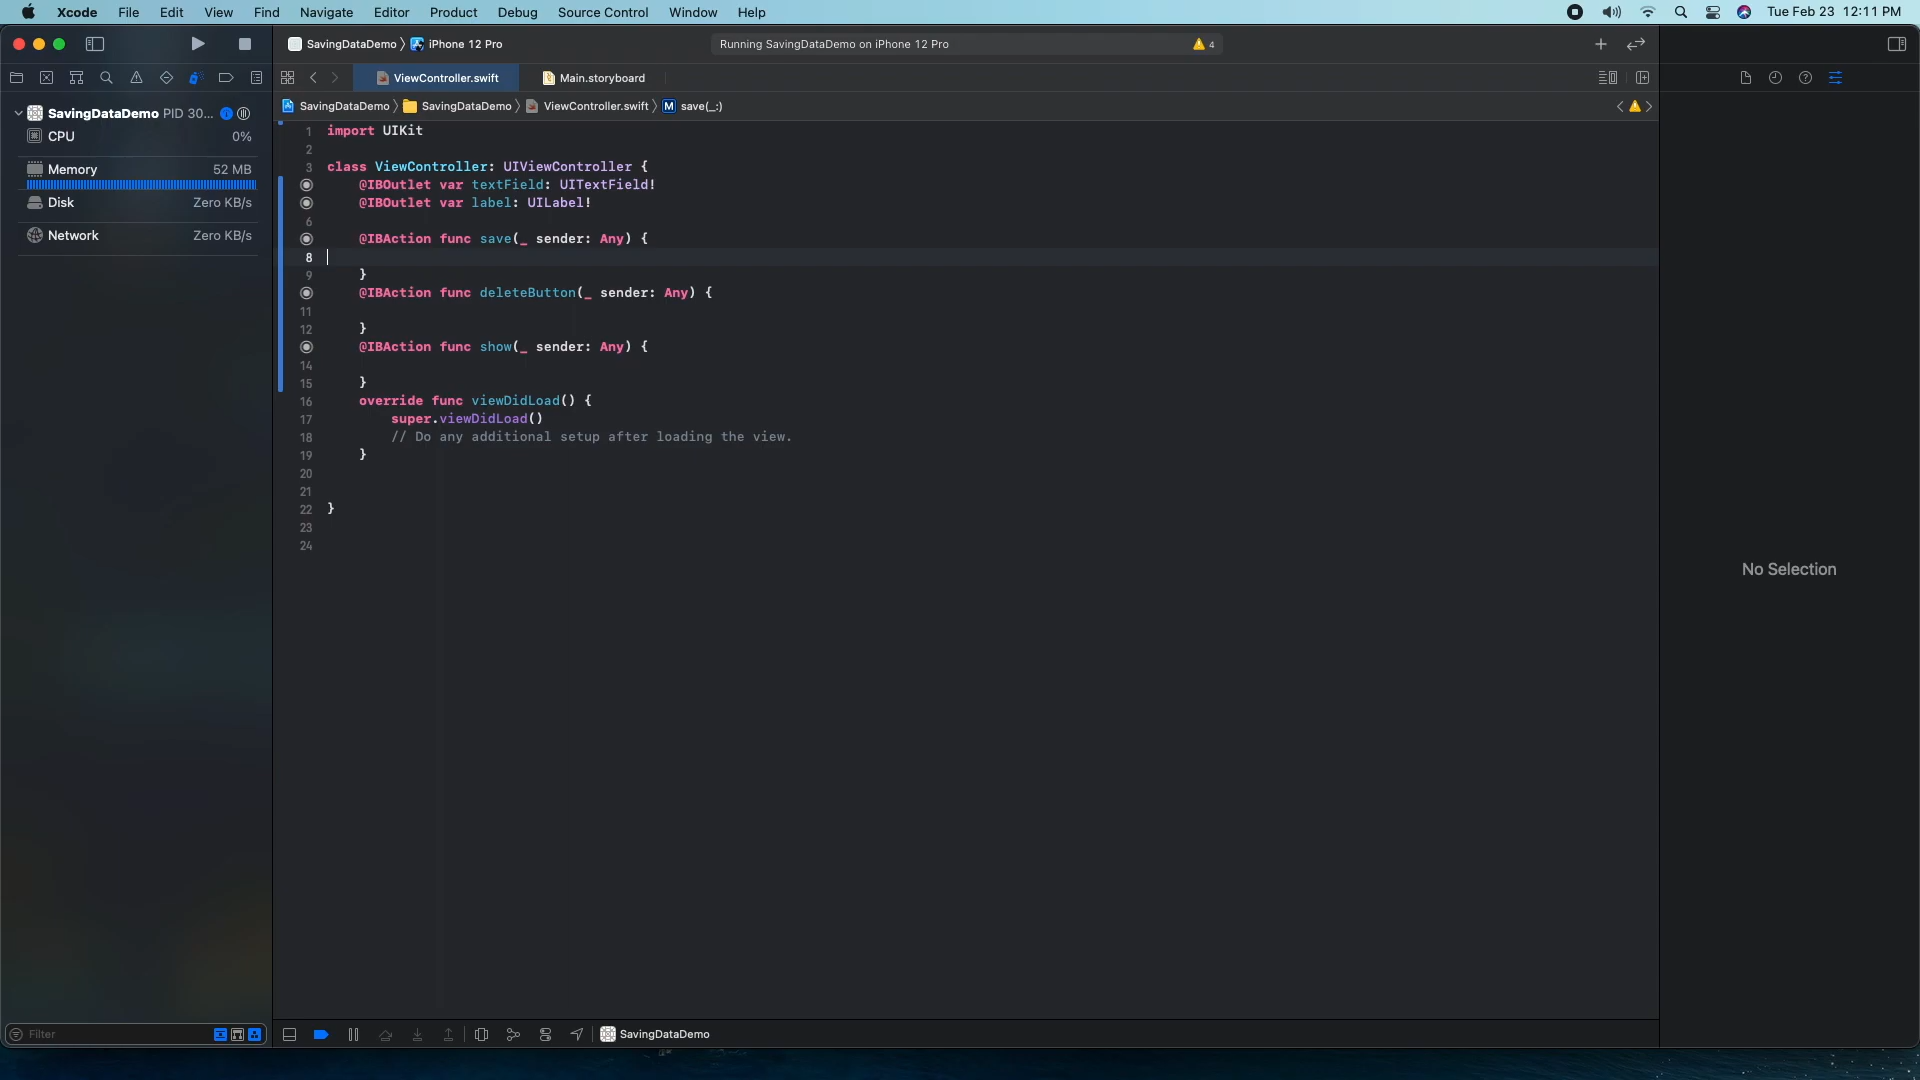 Xcode File Edit View Find Navigate Editor Product Debug Source Control Window Help Tue Feb 23 12:11 PM
SavingDataDemo iPhone 12 Pro Running SavingDataDemo on iPhone 12 Pro 4
ViewController.swift Main.storyboard
SavingDataDemo SavingDataDemo ViewController.swift M save(_:)
SavingDataDemo PID 30...
CPU 0%
Memory 52 MB
Disk Zero KB/s
Network Zero KB/s
1 import UIKit
2
3 class ViewController: UIViewController {
@IBOutlet var textField: UITextField!
@IBOutlet var label: UILabel!
6
@IBAction func save(_ sender: Any) {
8
9 }
@IBAction func deleteButton(_ sender: Any) {
11
12 }
@IBAction func show(_ sender: Any) {
14
15 }
16 override func viewDidLoad() {
17 super.viewDidLoad()
18 // Do any additional setup after loading the view.
19 }
20
21
22 }
23
24
No Selection
Filter
SavingDataDemo